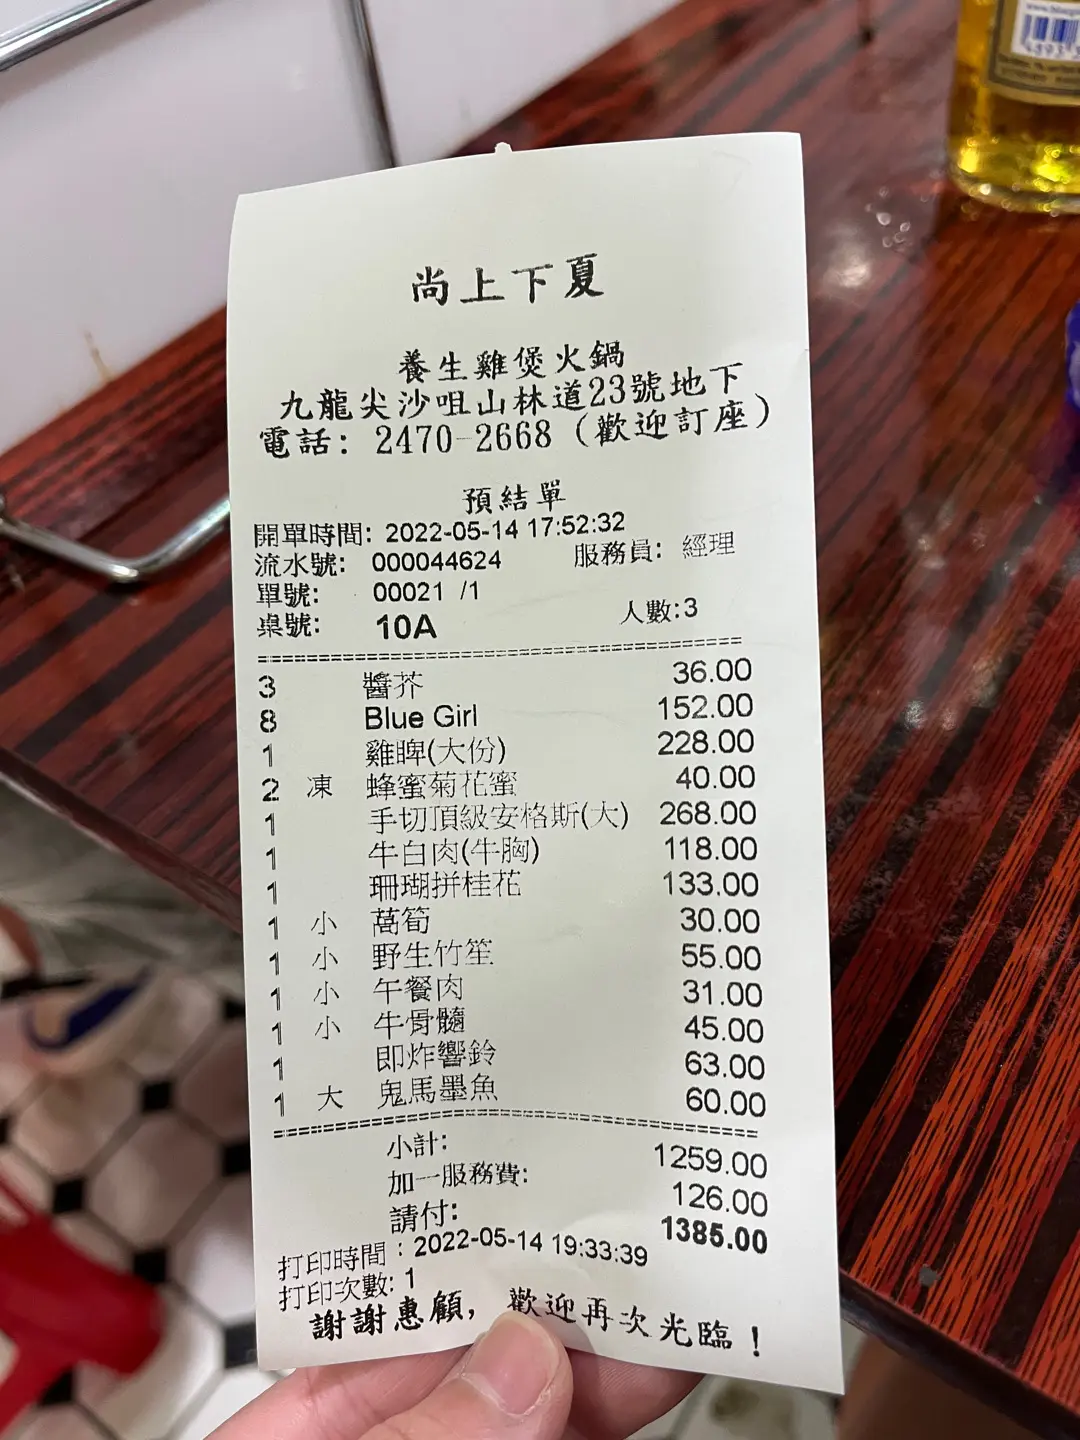 尚上下夏
養生雞煲火鍋
九龍尖沙咀山林道23號地下
電話: 2470-2668 (歡迎訂座)
預結單
開單時間: 2022-05-14 17:52:32
流水號: 000044624 服務員: 經理
單號: 00021 /1
桌號: 10A 人數:3
3 醬芥 36.00
8 Blue Girl 152.00
1 雞脾(大份) 228.00
2 凍 蜂蜜菊花蜜 40.00
1 手切頂級安格斯(大) 268.00
1 牛白肉(牛胸) 118.00
1 珊瑚拼桂花 133.00
1 小 萵筍 30.00
1 小 野生竹笙 55.00
1 小 午餐肉 31.00
1 小 牛骨髓 45.00
1 即炸響鈴 63.00
1 大 鬼馬墨魚 60.00
小計: 1259.00
加一服務費: 126.00
請付: 1385.00
打印時間 : 2022-05-14 19:33:39
打印次數: 1
謝謝惠顧, 歡迎再次光臨!